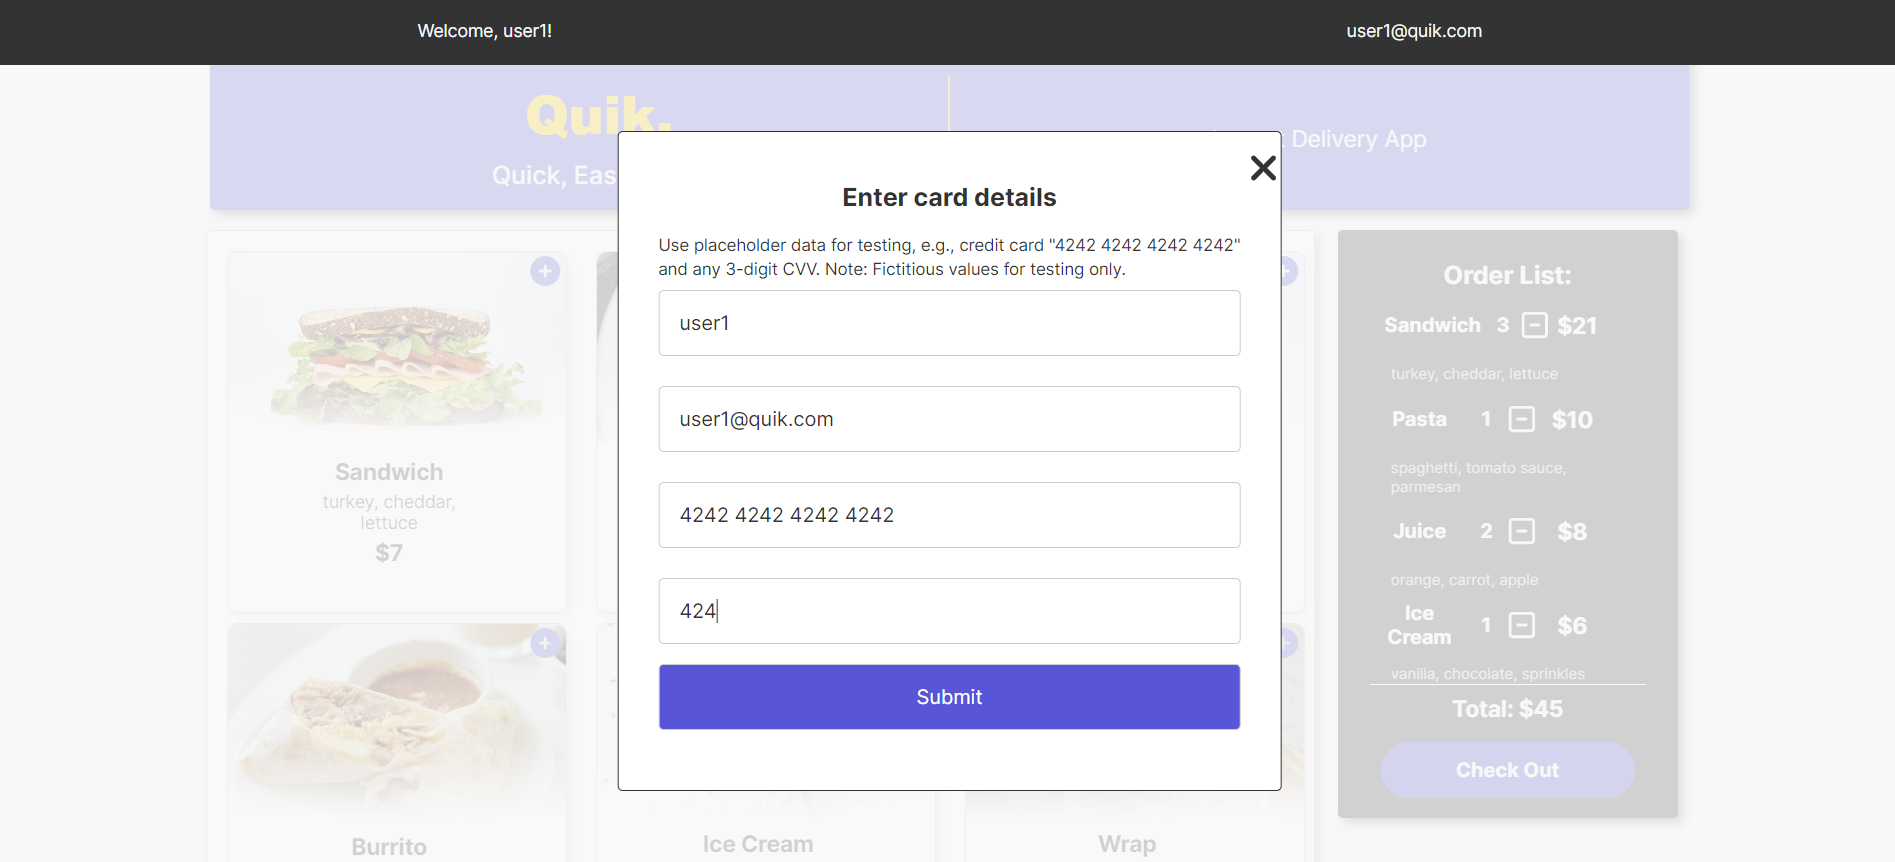 Welcome, user1!
user1@quik.com
Quik.
Quick, Eas
Delivery App
Enter card details
Use placeholder data for testing, e.g., credit card "4242 4242 4242 4242"
and any 3-digit CVV. Note: Fictitious values for testing only.
user1
user1@quik.com
4242 4242 4242 4242
424
Submit
Sandwich
turkey, cheddar,
lettuce
$7
Burrito
Ice Cream
Wrap
Order List:
Sandwich 3 $21
turkey, cheddar, lettuce
Pasta 1 $10
spaghetti, tomato sauce,
parmesan
Juice 2 $8
orange, carrot, apple
Ice
Cream 1 $6
vanilla, chocolate, sprinkles
Total: $45
Check Out